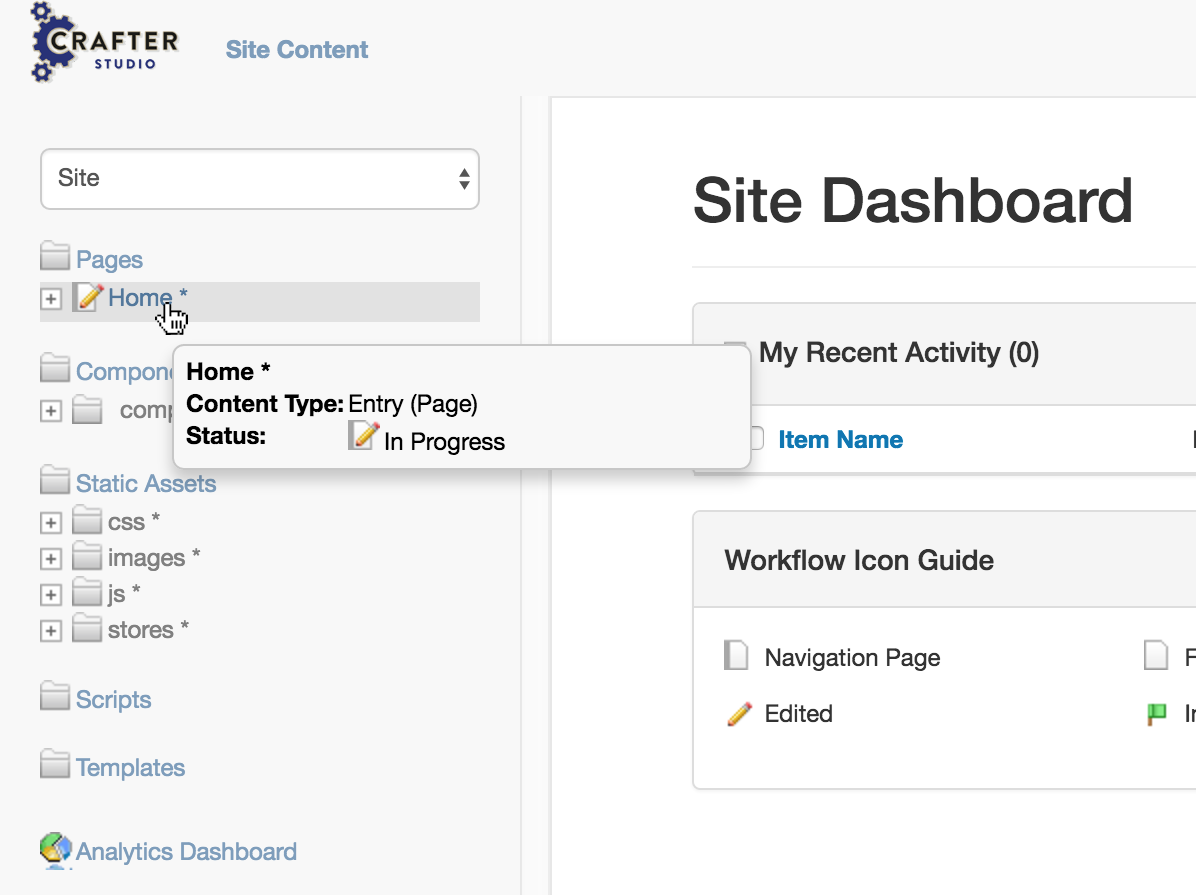 CRAFTER
STUDIO
Site Content
Site
Pages
Home *
Home *
Content Type: Entry (Page)
Status: In Progress
Static Assets
css *
images *
js *
stores *
Scripts
Templates
Analytics Dashboard
Site Dashboard
My Recent Activity (0)
Item Name
Workflow Icon Guide
Navigation Page
Edited